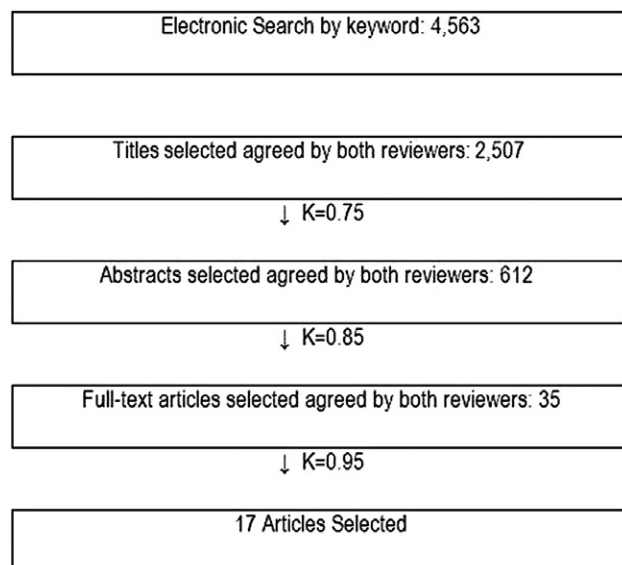 Electronic Search by keyword: 4,563
Titles selected agreed by both reviewers: 2,507
↓ K=0.75
Abstracts selected agreed by both reviewers: 612
↓ K=0.85
Full-text articles selected agreed by both reviewers: 35
↓ K=0.95
17 Articles Selected